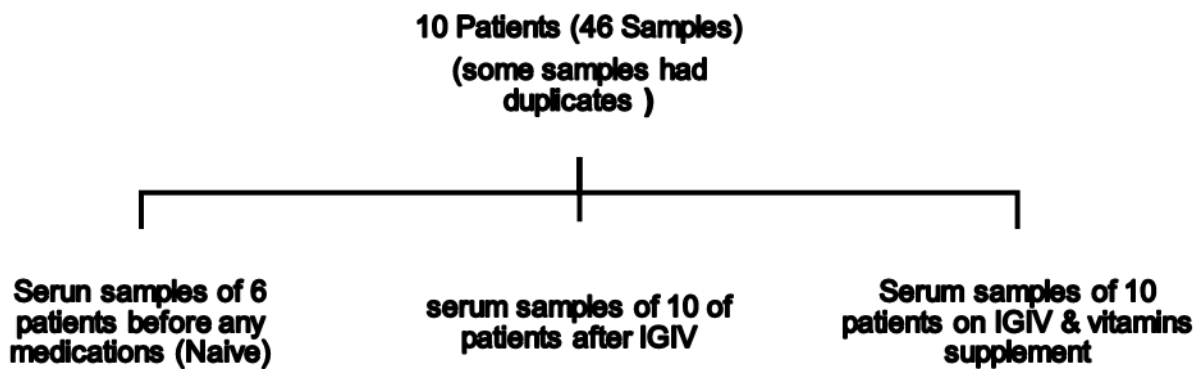 10 Patients (46 Samples)
(some samples had
duplicates )
Serun samples of 6
patients before any
medications (Naive)
serum samples of 10 of
patients after IGIV
Serum samples of 10
patients on IGIV & vitamins
supplement